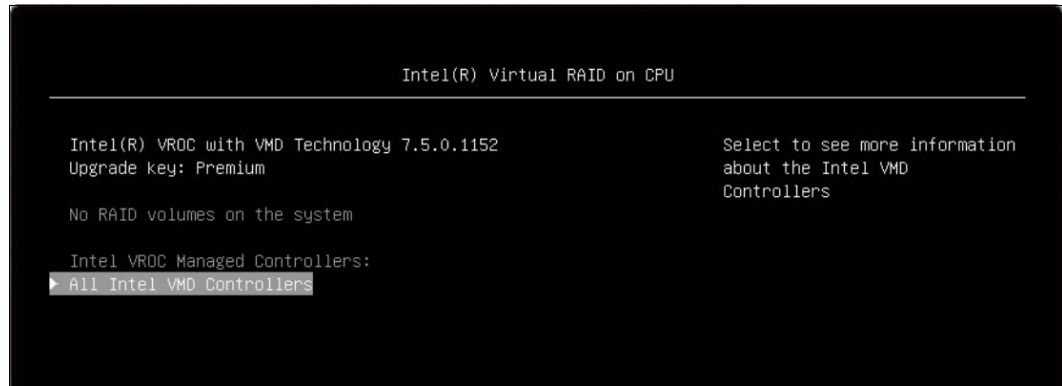 Intel(R) Virtual RAID on CPU
Intel(R) VROC with VMD Technology 7.5.0.1152
Upgrade key: Premium
No RAID volumes on the system
Intel VROC Managed Controllers:
All Intel VMD Controllers
Select to see more information
about the Intel VMD
Controllers